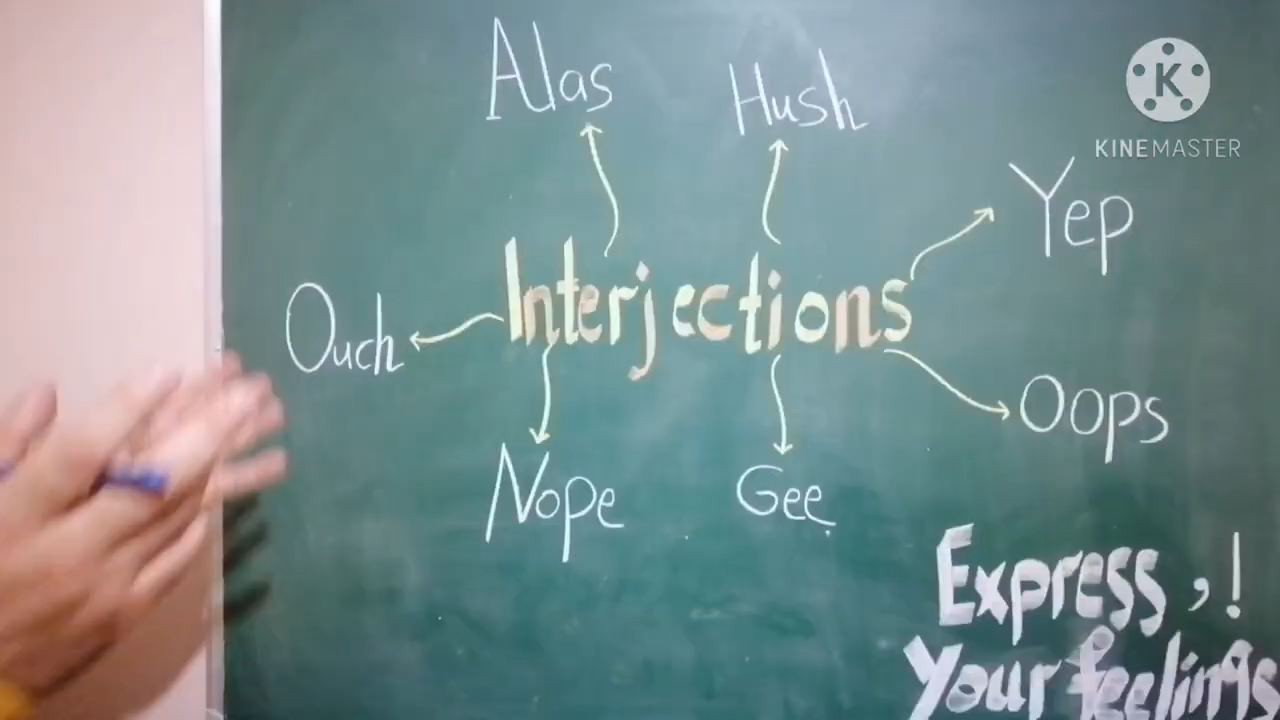 Alas
Hush
KINEMASTER
Yep
Interjections
Ouch
Oops
Nope
Gee
Express, !
Your feelings